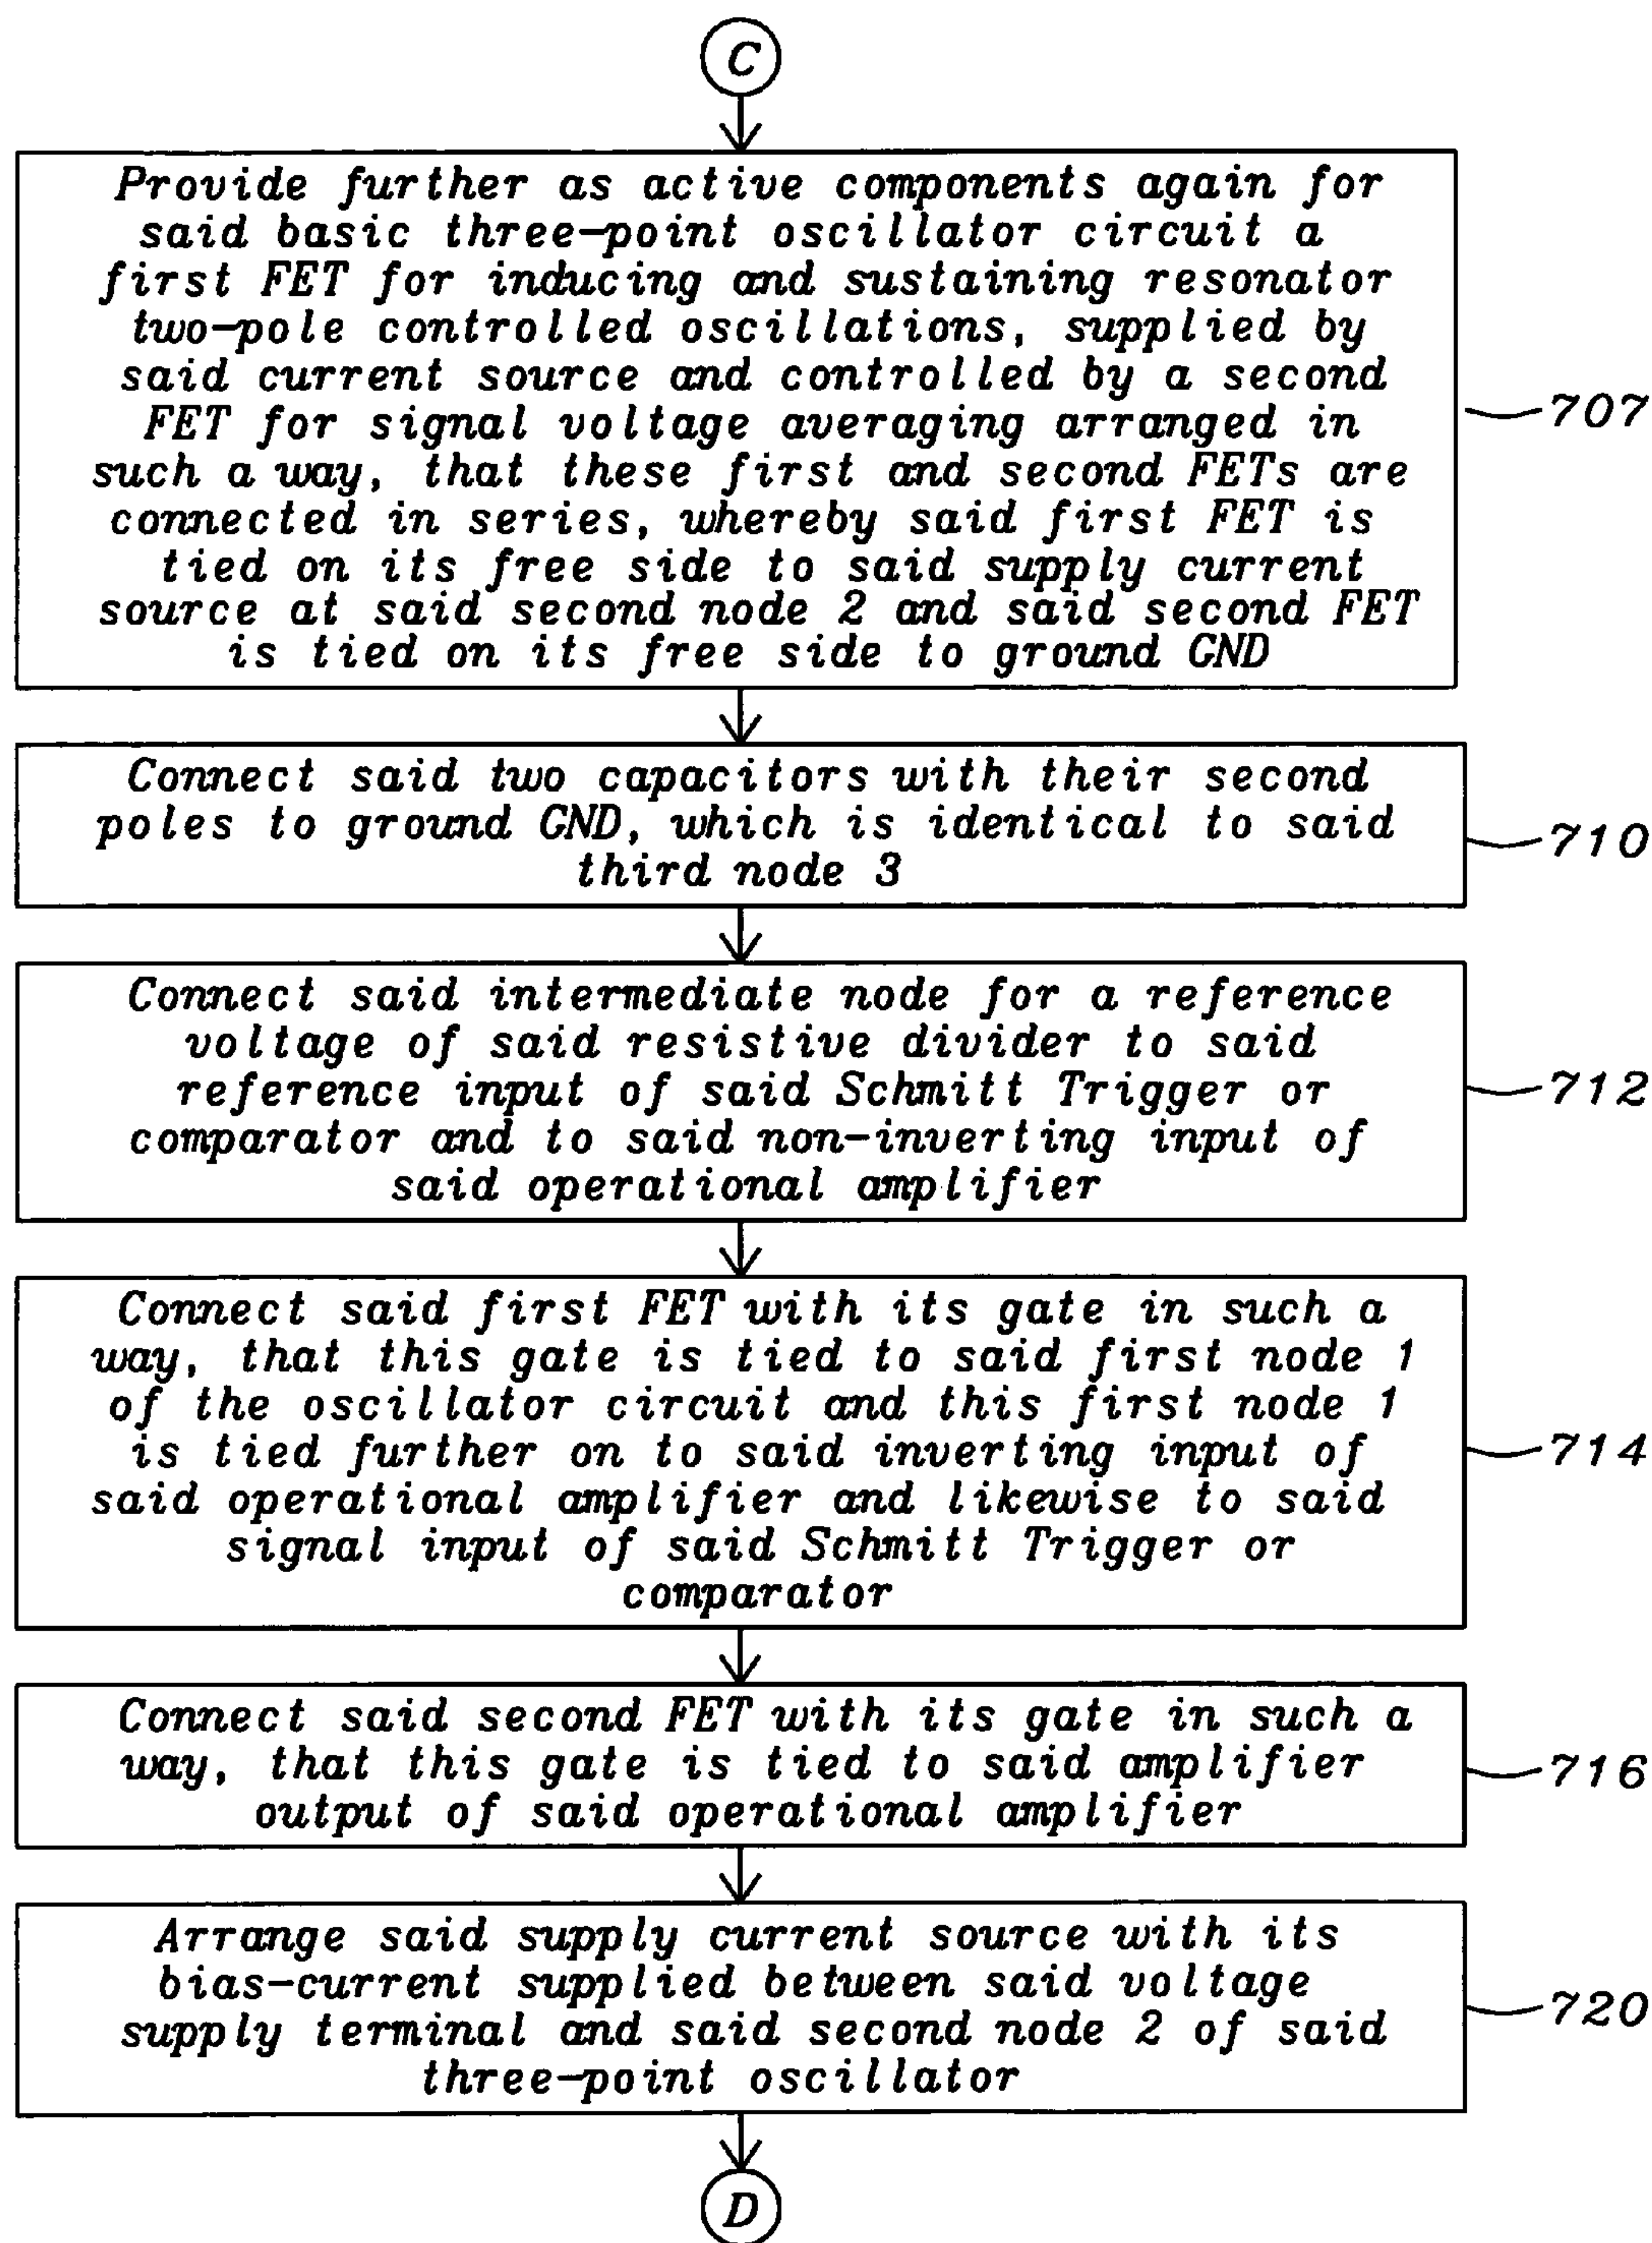 C
Provide further as active components again for
said basic three-point oscillator circuit a
first FET for inducing and sustaining resonator
two-pole controlled oscillations, supplied by
said current source and controlled by a second
FET for signal voltage averaging arranged in
such a way, that these first and second FETs are
connected in series, whereby said first FET is
tied on its free side to said supply current
source at said second node 2 and said second FET
is tied on its free side to ground GND
707
Connect said two capacitors with their second
poles to ground GND, which is identical to said
third node 3
710
Connect said intermediate node for a reference
voltage of said resistive divider to said
reference input of said Schmitt Trigger or
comparator and to said non-inverting input of
said operational amplifier
712
Connect said first FET with its gate in such a
way, that this gate is tied to said first node 1
of the oscillator circuit and this first node 1
is tied further on to said inverting input of
said operational amplifier and likewise to said
signal input of said Schmitt Trigger or
comparator
714
Connect said second FET with its gate in such a
way, that this gate is tied to said amplifier
output of said operational amplifier
716
Arrange said supply current source with its
bias-current supplied between said voltage
supply terminal and said second node 2 of said
three-point oscillator
720
D